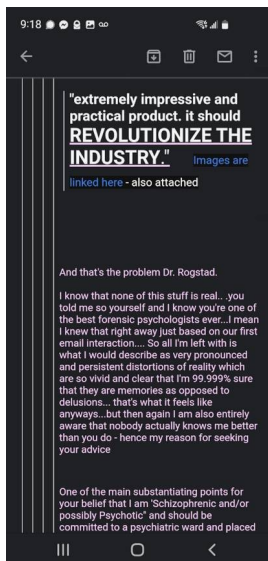 9:18
"extremely impressive and
practical product. it should
REVOLUTIONIZE THE
INDUSTRY." Images are
linked here - also attached
And that's the problem Dr. Rogstad.
I know that none of this stuff is real.. .you
told me so yourself and I know you're one of
the best forensic psychologists ever...I mean
I knew that right away just based on our first
email interaction.... So all I'm left with is
what I would describe as very pronounced
and persistent distortions of reality which
are so vivid and clear that I'm 99.999% sure
that they are memories as opposed to
delusions... that's what it feels like
anyways...but then again I am also entirely
aware that nobody actually knows me better
than you do - hence my reason for seeking
your advice
One of the main substantiating points for
your belief that I am 'Schizophrenic and/or
possibly Psychotic" and should be
committed to a psychiatric ward and placed